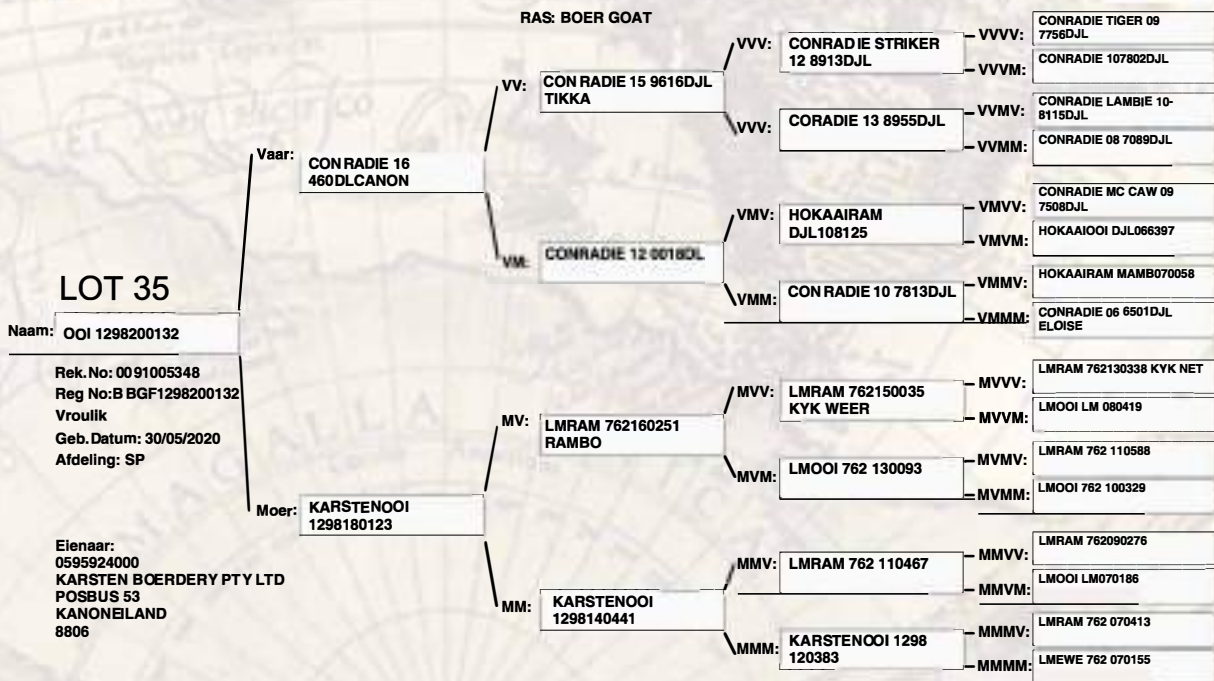 RAS: BOER GOAT
LOT 35
Naam: OOI 1298200132
Rek.No: 0091005348
Reg No:B BGF1298200132
Vroulik
Geb.Datum: 30/05/2020
Afdeling: SP
Eienaar:
0595924000
KARSTEN BOERDERY PTY LTD
POSBUS 53
KANONEILAND
8806
Vaar: CON RADIE 16
460DLCANON
Moer: KARSTENOOI
1298180123
VV: CON RADIE 15 9616DJL
TIKKA
VM: CONRADIE 12 0018DL
MV: LMRAM 762160251
RAMBO
MM: KARSTENOOI
1298140441
VVV: CONRADIE STRIKER
12 8913DJL
VVV: CORADIE 13 8955DJL
VMV: HOKAAIRAM
DJL108125
VMM: CON RADIE 10 7813DJL
MVV: LMRAM 762150035
KYK WEER
MVM: LMOOI 762 130093
MMV: LMRAM 762 110467
MMM: KARSTENOOI 1298
120383
VVVV: CONRADIE TIGER 09
7756DJL
VVVM: CONRADIE 107802DJL
VVMV: CONRADIE LAMBIE 10-
8115DJL
VVMM: CONRADIE 08 7089DJL
VMVV: CONRADIE MC CAW 09
7508DJL
VMVM: HOKAAIOOI DJL066397
VMMV: HOKAAIRAM MAMB070058
VMMM: CONRADIE 06 6501DJL
ELOISE
MVVV: LMRAM 762130338 KYK NET
MVVM: LMOOI LM 080419
MVMV: LMRAM 762 110588
MVMM: LMOOI 762 100329
MMVV: LMRAM 762090276
MMVM: LMOOI LM070186
MMMV: LMRAM 762 070413
MMMM: LMEWE 762 070155